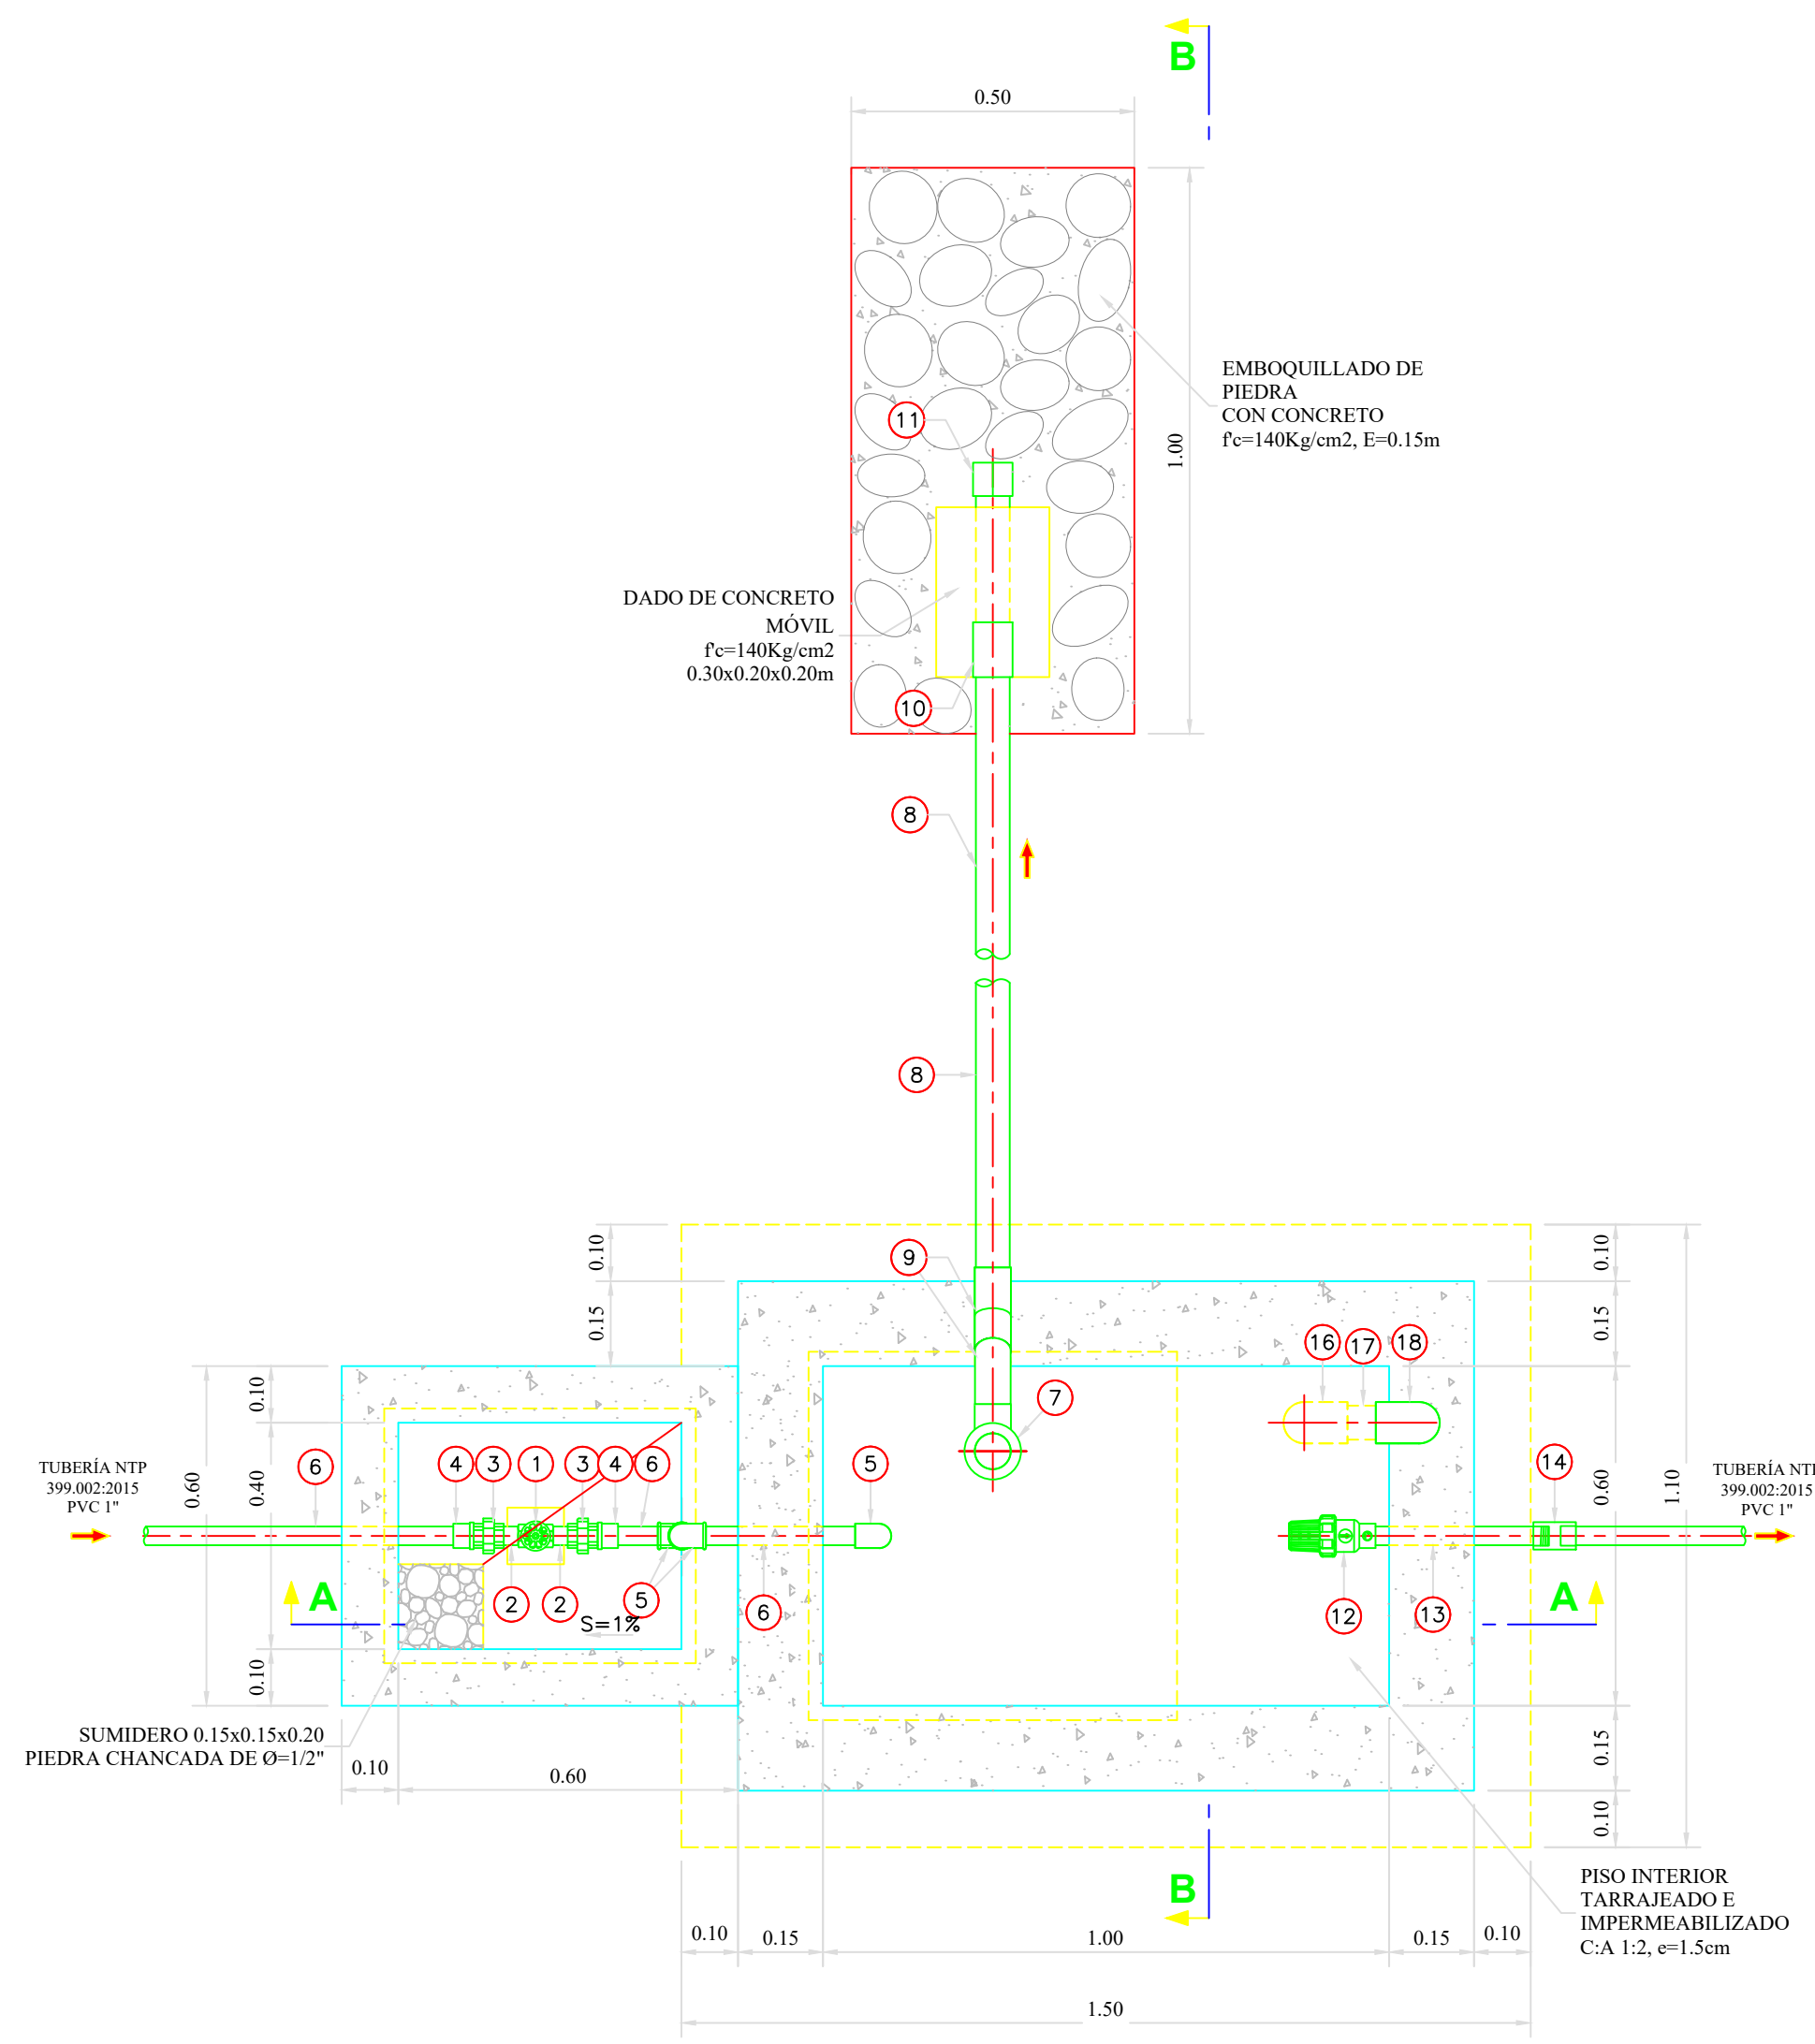 B
0.50
EMBOQUILLADO DE
PIEDRA
CON CONCRETO
f'c=140Kg/cm2, E=0.15m
11
1.00
DADO DE CONCRETO
MÓVIL
f'c=140Kg/cm2
0.30x0.20x0.20m
10
8
8
9
0.10
0.15
0.10
0.15
16
17
18
7
0.10
0.40
0.60
0.10
TUBERÍA NTP
399.002:2015
PVC 1"
6
4
3
1
3
4
6
5
14
0.60
1.10
TUBERÍA NTP
399.002:2015
PVC 1"
A
2
2
5
S=1%
6
12
13
A
SUMIDERO 0.15x0.15x0.20
PIEDRA CHANCADA DE Ø=1/2"
0.10
0.60
0.15
0.10
B
PISO INTERIOR
TARRAJEADO E
IMPERMEABILIZADO
C:A 1:2, e=1.5cm
0.10
0.15
1.00
0.15
0.10
1.50